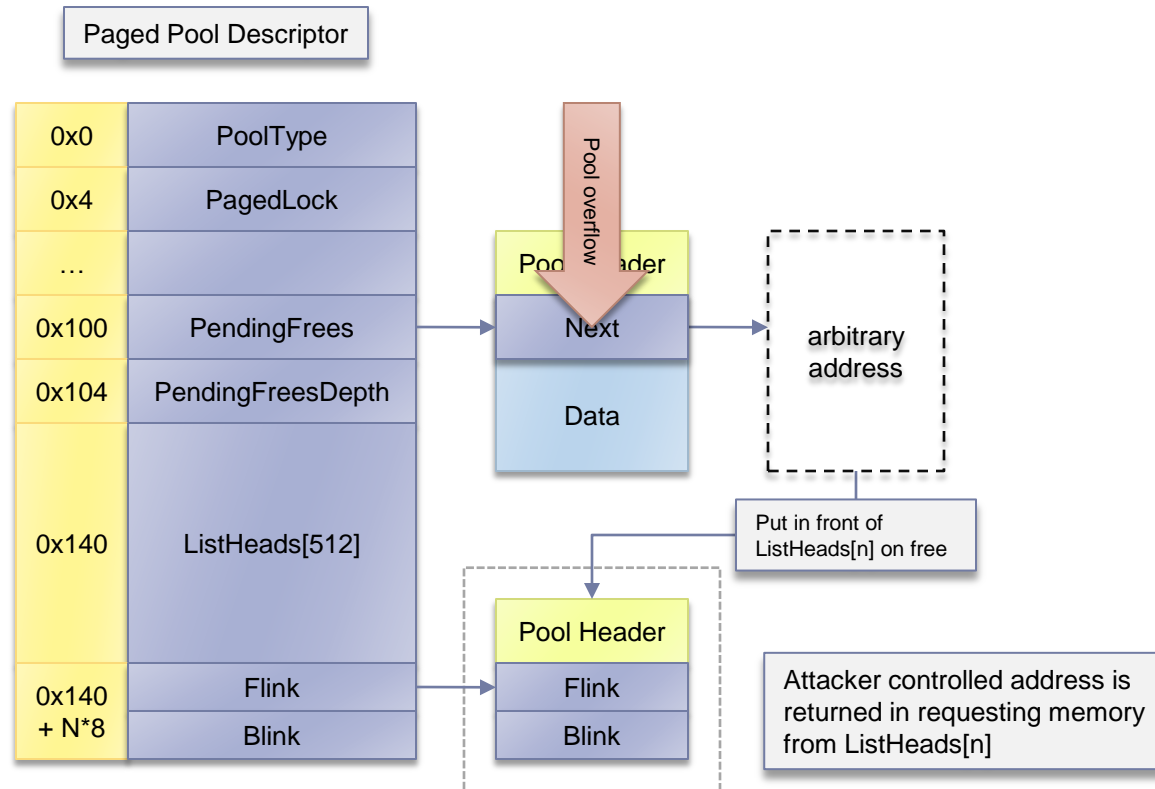 Paged Pool Descriptor
0x0
PoolType
0x4
PagedLock
…
0x100
PendingFrees
0x104
PendingFreesDepth
0x140
ListHeads[512]
0x140
+ N*8
Flink
Blink
Pool overflow
Pool
Next
Data
arbitrary
address
Put in front of
ListHeads[n] on free
Pool Header
Flink
Blink
Attacker controlled address is
returned in requesting memory
from ListHeads[n]